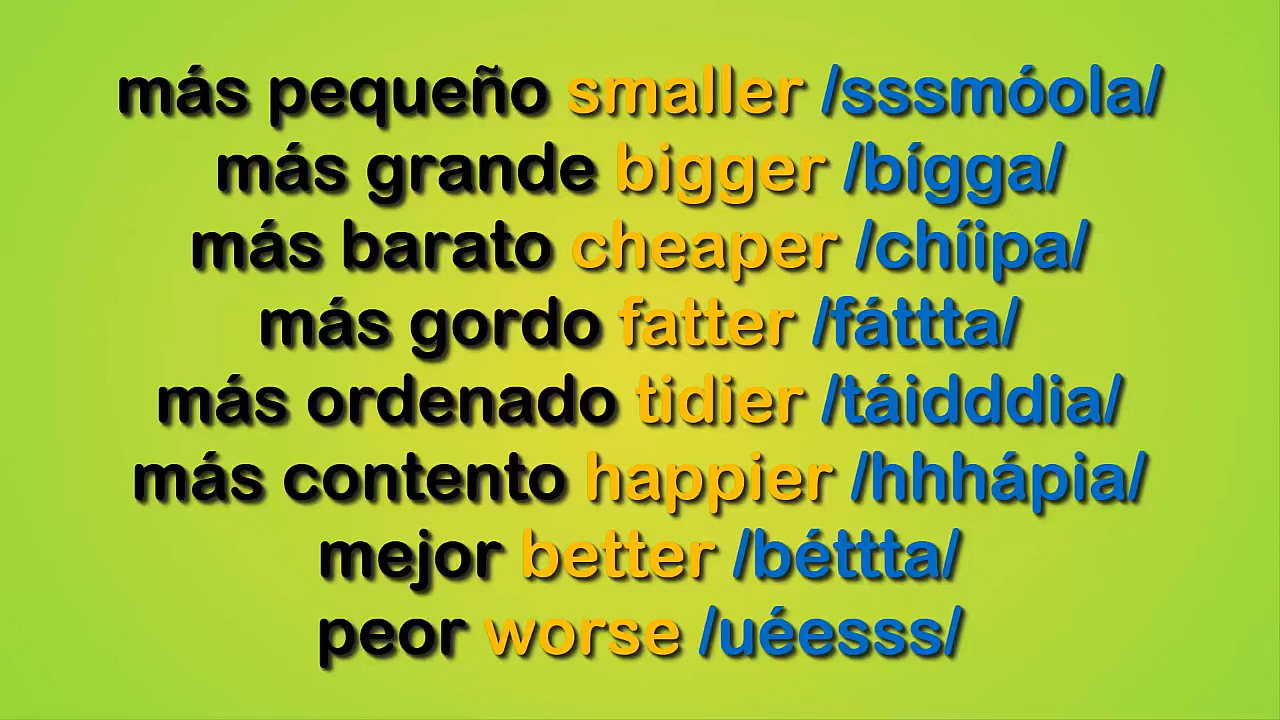 más pequeño smaller /sssmóola/
más grande bigger /bígga/
más barato cheaper /chíipa/
más gordo fatter /fáttta/
más ordenado tidier /táidddia/
más contento happier /hhhápia/
mejor better /béttta/
peor worse /uéesss/